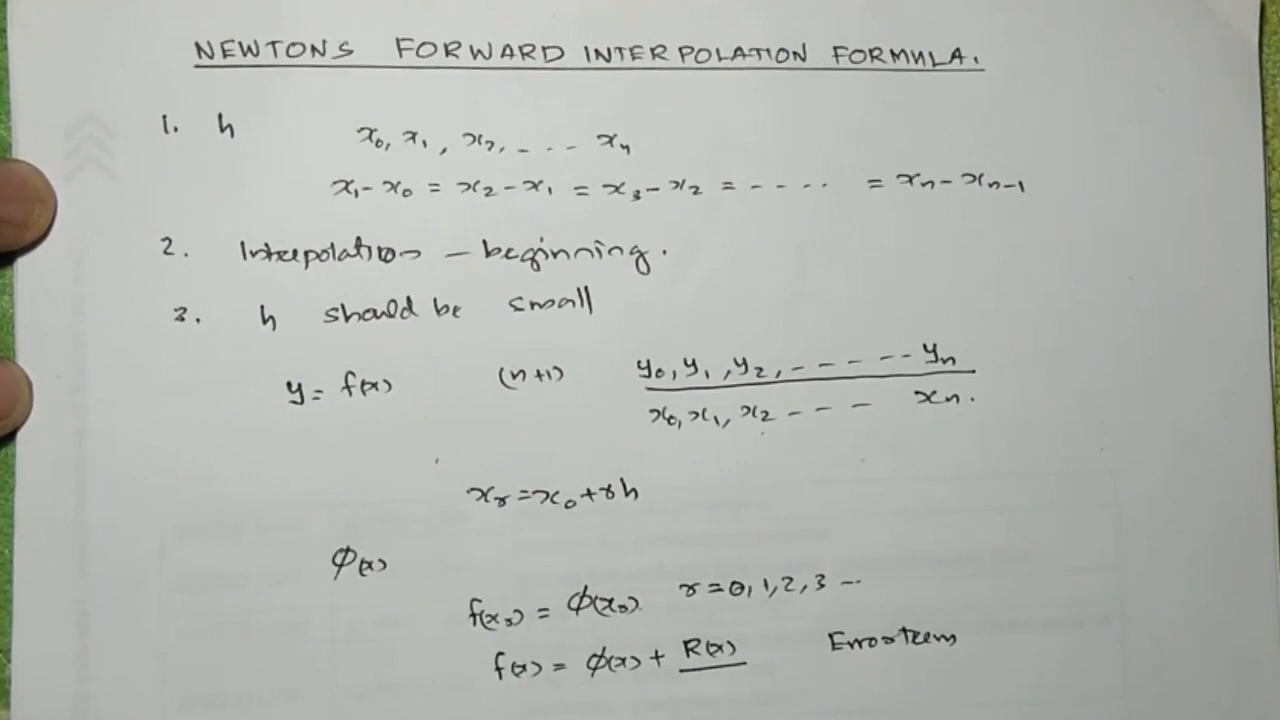 NEWTONS FORWARD INTERPOLATION FORMULA.
1. h x₀, x₁, x₂, - - - xₙ
x₁-x₀ = x₂-x₁ = x₃-x₂ = - - - - = xₙ-xₙ₋₁
2. Interpolation - beginning.
3. h should be small
y = f(x) (n+1) y₀, y₁, y₂, - - - - - - yₙ
x₀, x₁, x₂ - - - xₙ.
xᵣ = x₀ + rh
ϕ(x)
f(xᵣ) = ϕ(xᵣ). r = 0, 1, 2, 3 --
f(x) = ϕ(x) + R(x) Error term